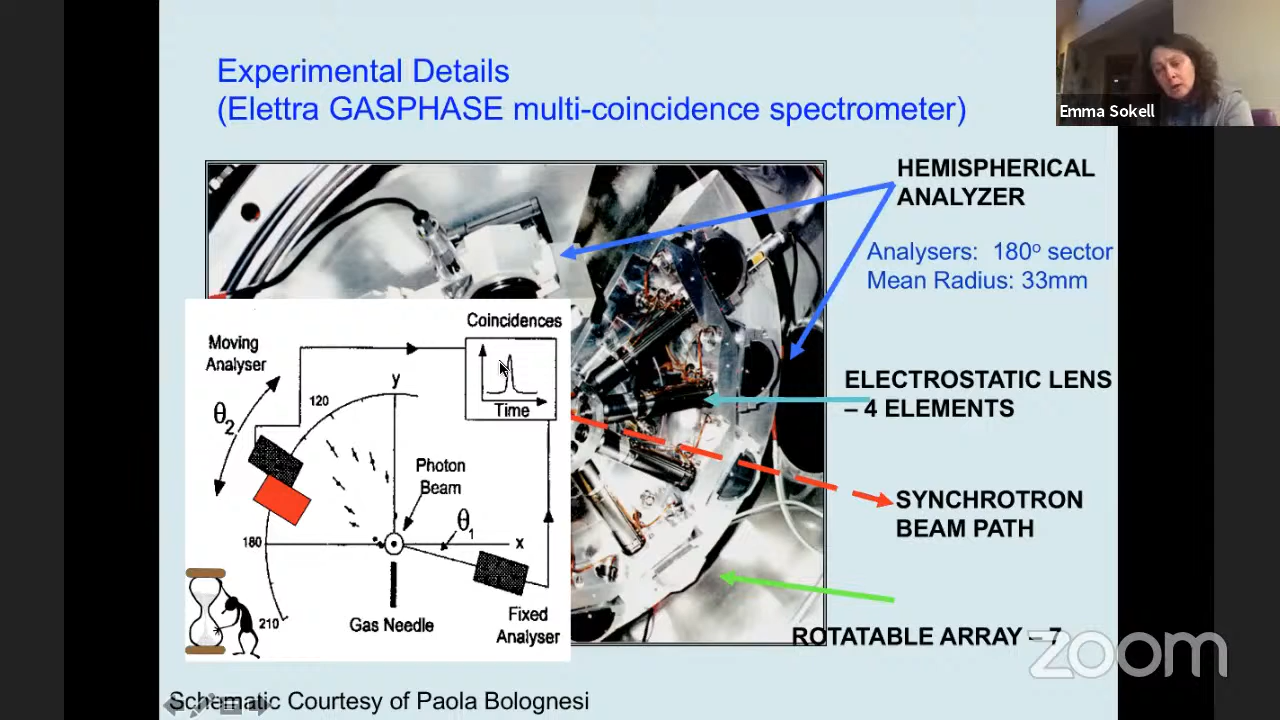 Experimental Details
(Elettra GASPHASE multi-coincidence spectrometer)
Emma Sokell
HEMISPHERICAL
ANALYZER
Analysers: 180º sector
Mean Radius: 33mm
ELECTROSTATIC LENS
– 4 ELEMENTS
SYNCHROTRON
BEAM PATH
ROTATABLE ARRAY – 7
Coincidences
Time
Moving
Analyser
θ2
120
y
Photon
Beam
θ1
180
x
210
Gas Needle
Fixed
Analyser
Schematic Courtesy of Paola Bolognesi
zoom